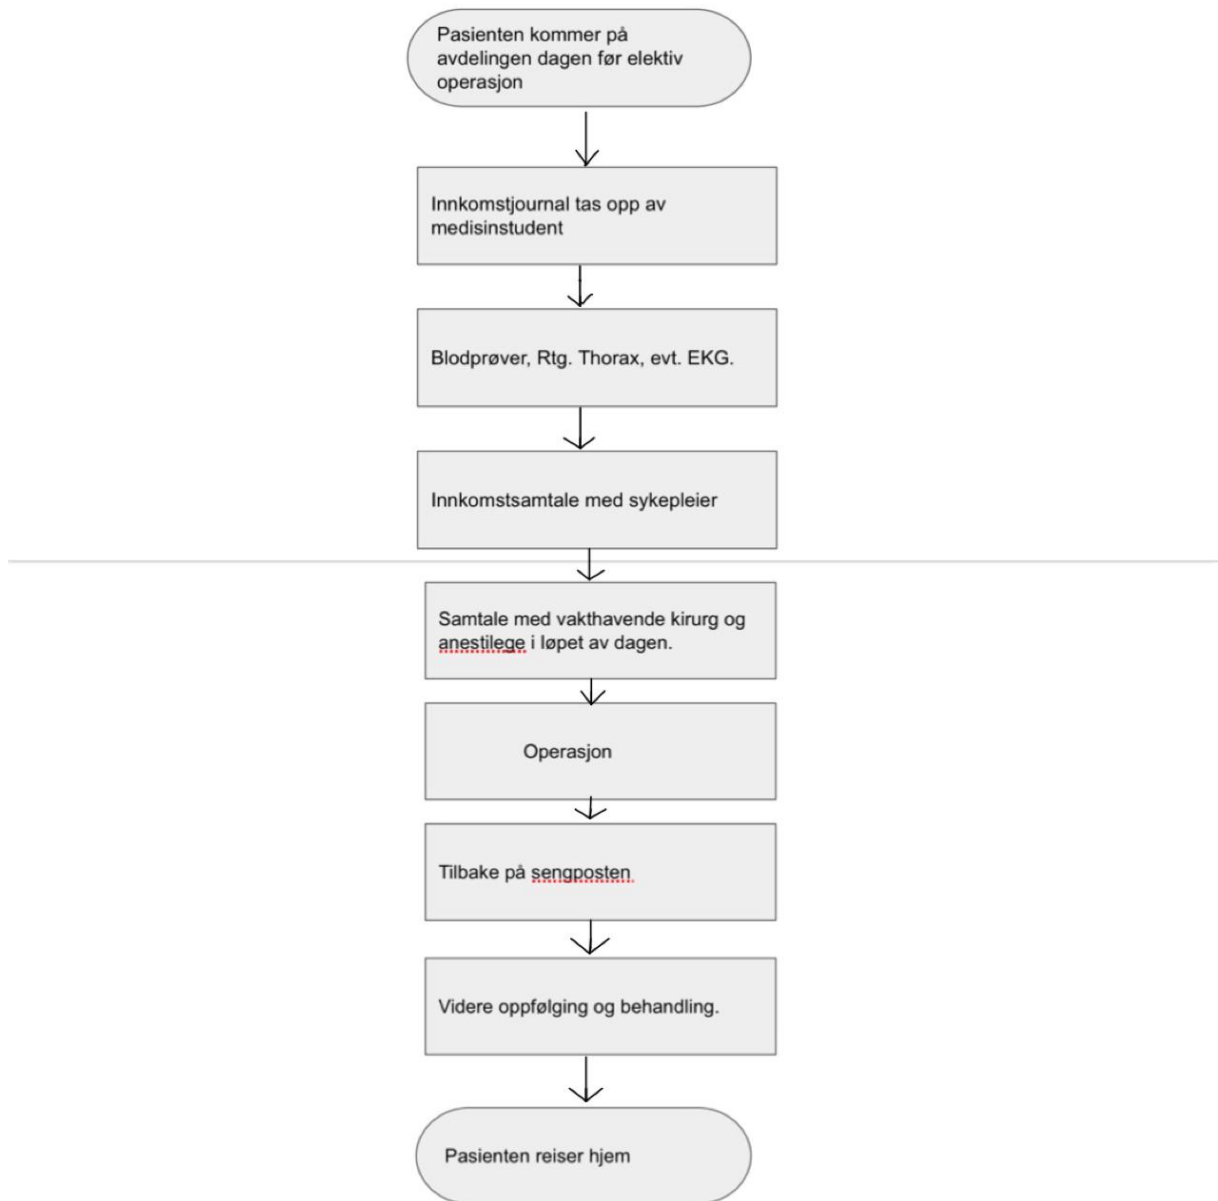 Pasienten kommer på
avdelingen dagen før elektiv
operasjon
Innkomstjournal tas opp av
medisinstudent
Blodprøver, Rtg. Thorax, evt. EKG.
Innkomstsamtale med sykepleier
Samtale med vakthavende kirurg og
anestilege i løpet av dagen.
Operasjon
Tilbake på sengposten
Videre oppfølging og behandling.
Pasienten reiser hjem